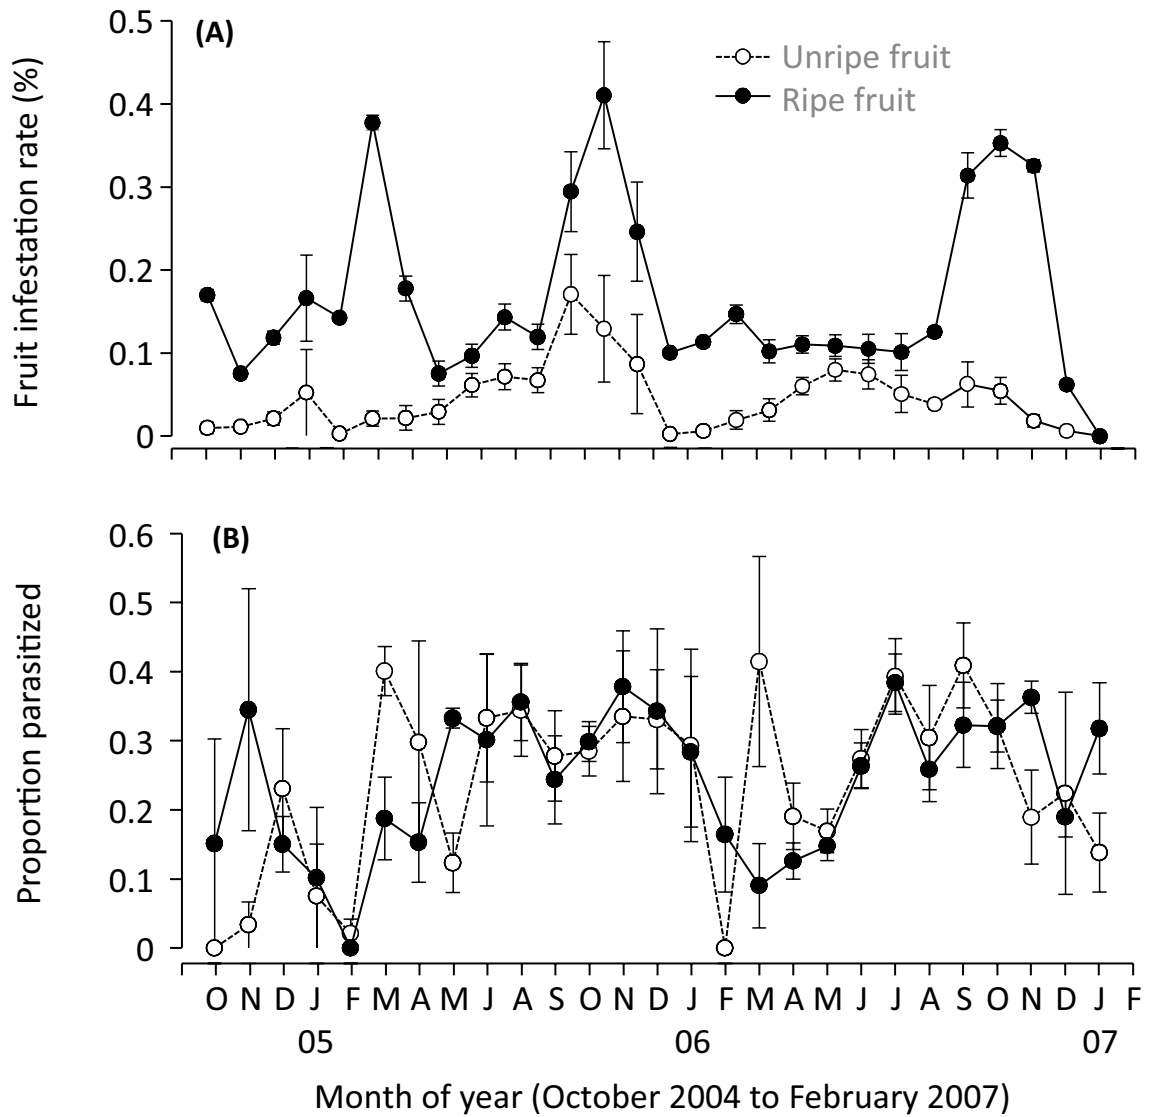 (A)
Unripe fruit
Ripe fruit
Fruit infestation rate (%)
0.5
0.4
0.3
0.2
0.1
0
(B)
Proportion parasitized
0.6
0.5
0.4
0.3
0.2
0.1
0
O N D J F M A M J A S O N D J F M A M J J A S O N D J F
05 06 07
Month of year (October 2004 to February 2007)